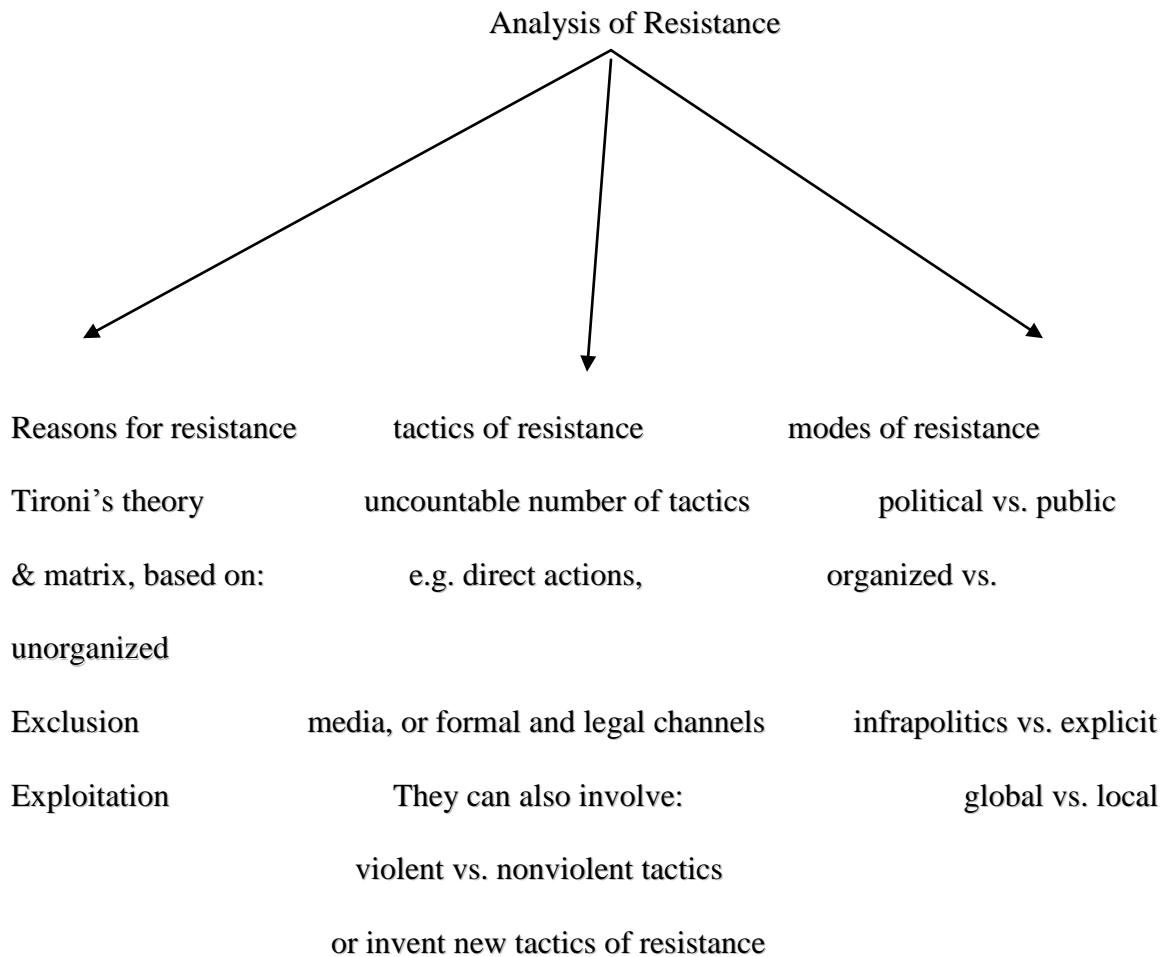 Analysis of Resistance
Reasons for resistance tactics of resistance modes of resistance
Tironi’s theory uncountable number of tactics political vs. public
& matrix, based on: e.g. direct actions, organized vs.
unorganized
Exclusion media, or formal and legal channels infrapolitics vs. explicit
Exploitation They can also involve: global vs. local
violent vs. nonviolent tactics
or invent new tactics of resistance